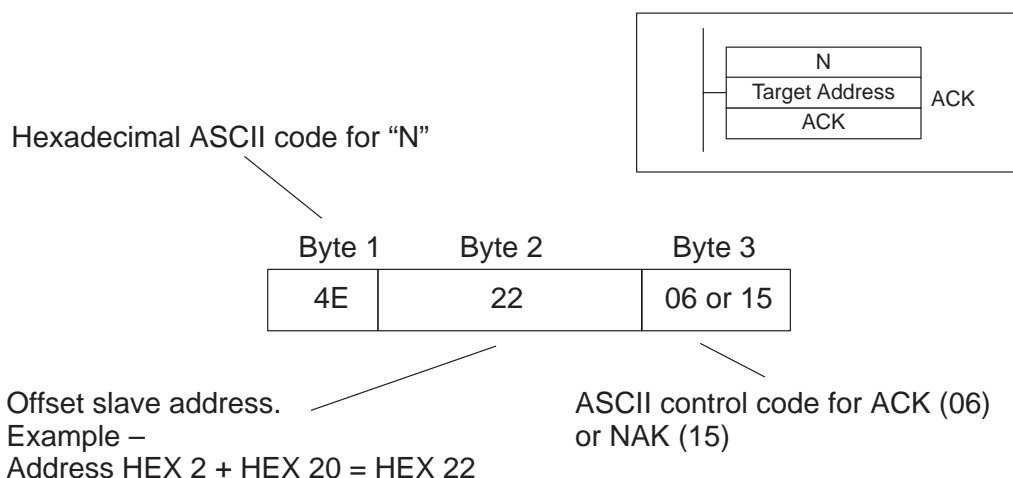 N
Target Address
ACK
ACK
Hexadecimal ASCII code for “N”
Byte 1 Byte 2 Byte 3
4E 22 06 or 15
Offset slave address.
Example –
Address HEX 2 + HEX 20 = HEX 22
ASCII control code for ACK (06)
or NAK (15)